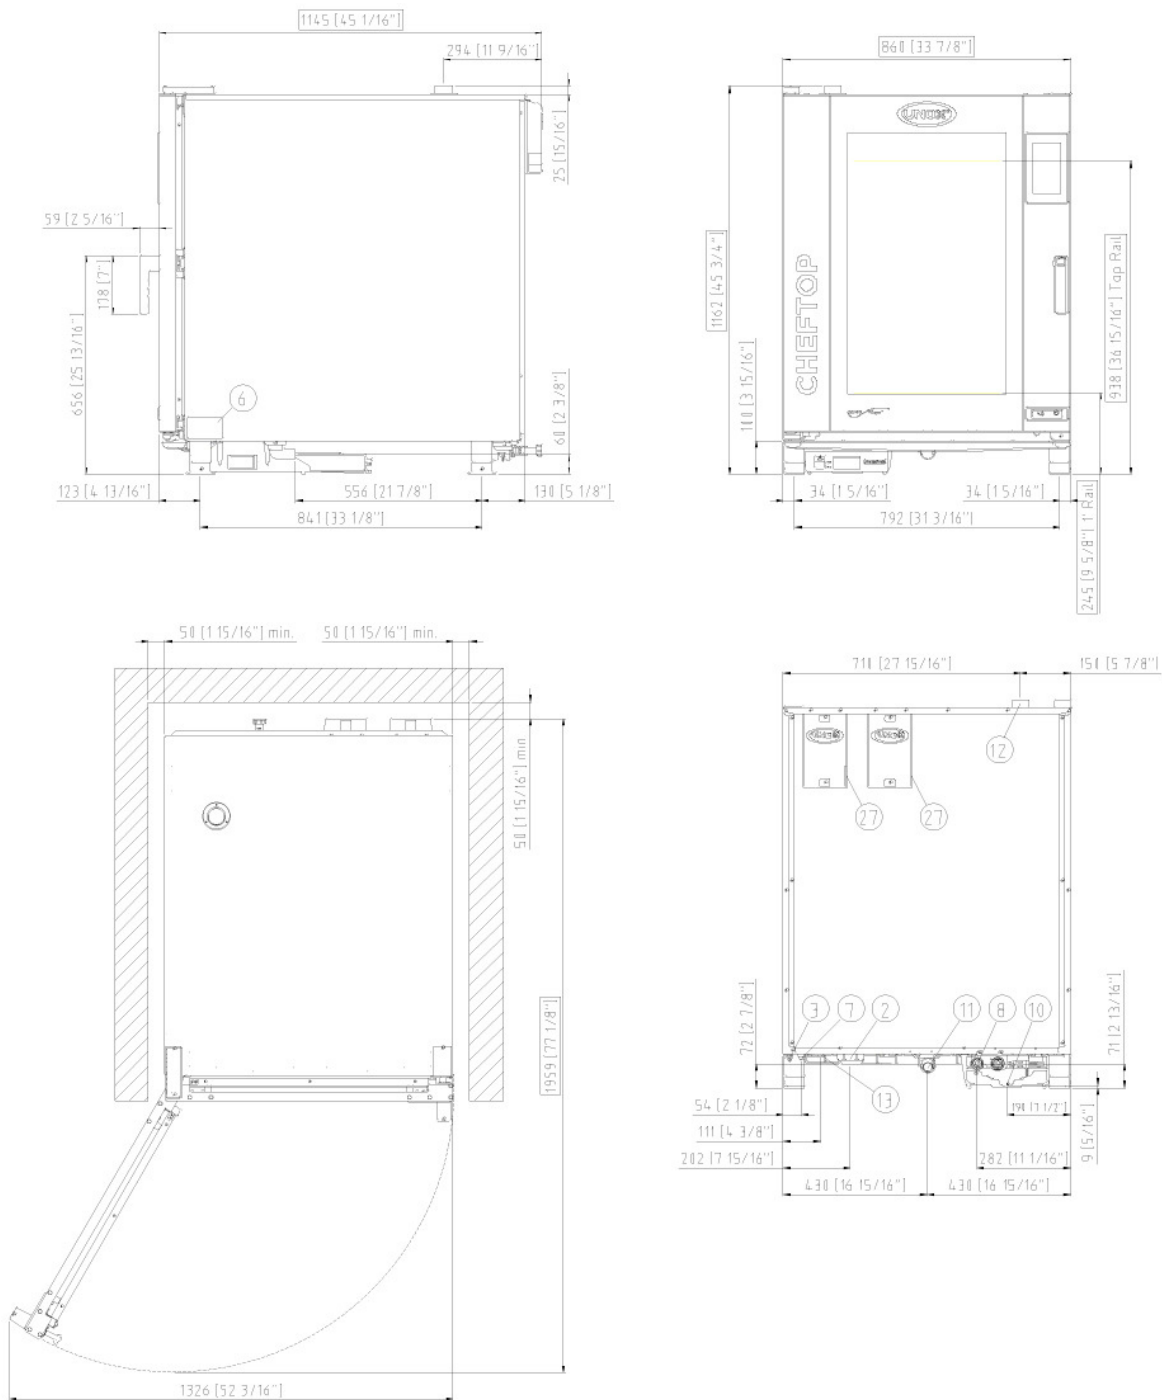 1145 [45 1/16"]
294 [11 9/16"]
25 [15/16"]
59 [2 5/16"]
656 [25 13/16"]
6
60 [2 3/8"]
123 [4 13/16"]
556 [21 7/8"]
130 [5 1/8"]
841 [33 1/8"]
860 [33 7/8"]
UNOX
CHEFTOP
1162 [45 3/4"]
100 [3 15/16"]
938 [36 15/16"] Top Rail
34 [1 5/16"]
34 [1 5/16"]
792 [31 3/16"]
245 [9 5/8"] 1° Rail
50 [1 15/16"] min.
50 [1 15/16"] min.
50 [1 15/16"] min
1959 [77 1/8"]
1326 [52 3/16"]
710 [27 15/16"]
150 [5 7/8"]
12
UNOX
UNOX
27
27
3
7
2
11
8
10
13
72 [2 7/8"]
71 [2 13/16"]
54 [2 1/8"]
190 [7 1/2"]
111 [4 3/8"]
9 [5/16"]
202 [7 15/16"]
282 [11 1/16"]
430 [16 15/16"]
430 [16 15/16"]